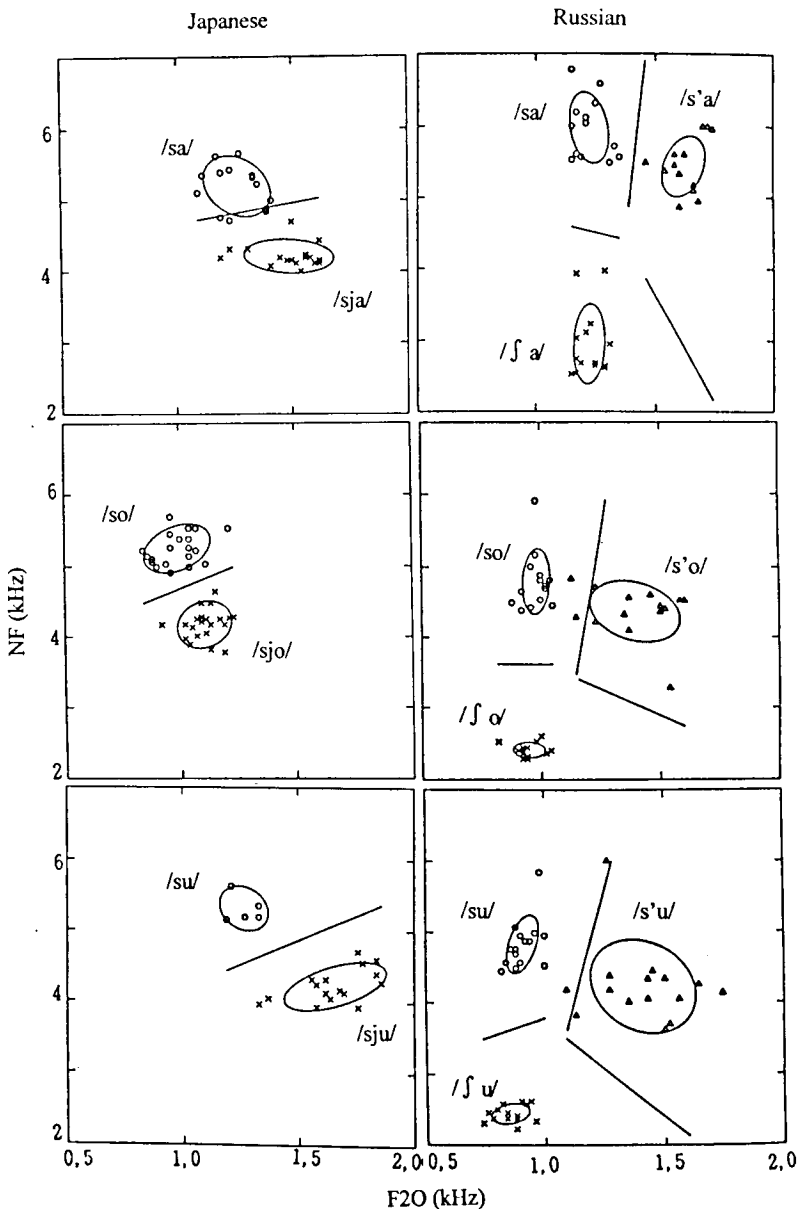 Japanese Russian
/sa/ /sja/
/sa/ /s'a/ /ʃ a/
6
4
2
/so/ /sjo/
/so/ /s'o/ /ʃ o/
6
4
2
NF (kHz)
/su/ /sju/
/su/ /s'u/ /ʃ u/
6
4
2
0,5 1,0 1,5 2,0 0,5 1,0 1,5 2,0
F2O (kHz)